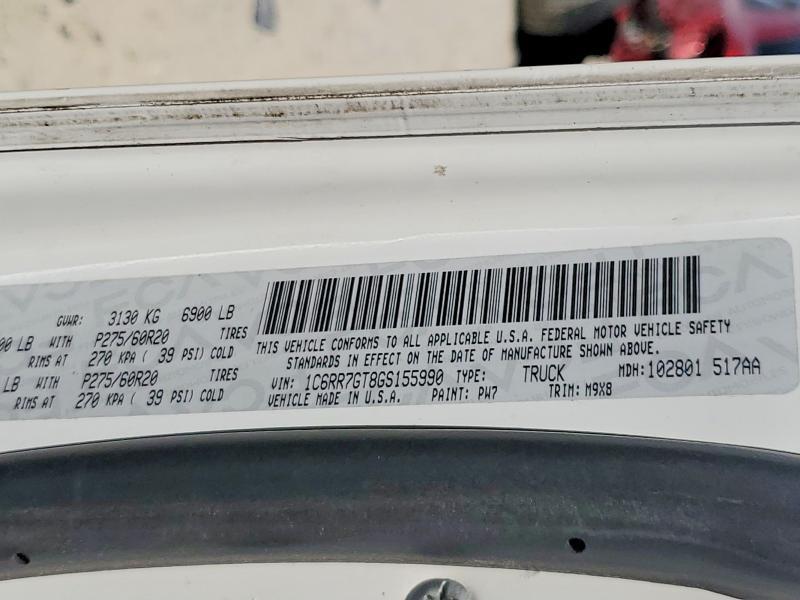 GVWR: 3130 KG 6900 LB
00 LB WITH P275/60R20 TIRES
RIMS AT 270 KPA ( 39 PSI) COLD
LB WITH P275/60R20 TIRES
RIMS AT 270 KPA ( 39 PSI) COLD
THIS VEHICLE CONFORMS TO ALL APPLICABLE U.S.A. FEDERAL MOTOR VEHICLE SAFETY
STANDARDS IN EFFECT ON THE DATE OF MANUFACTURE SHOWN ABOVE.
VIN: 1C6RR7GT8GS155990 TYPE: TRUCK MDH: 102801 517AA
VEHICLE MADE IN U.S.A. PAINT: PW7 TRIM: M9X8